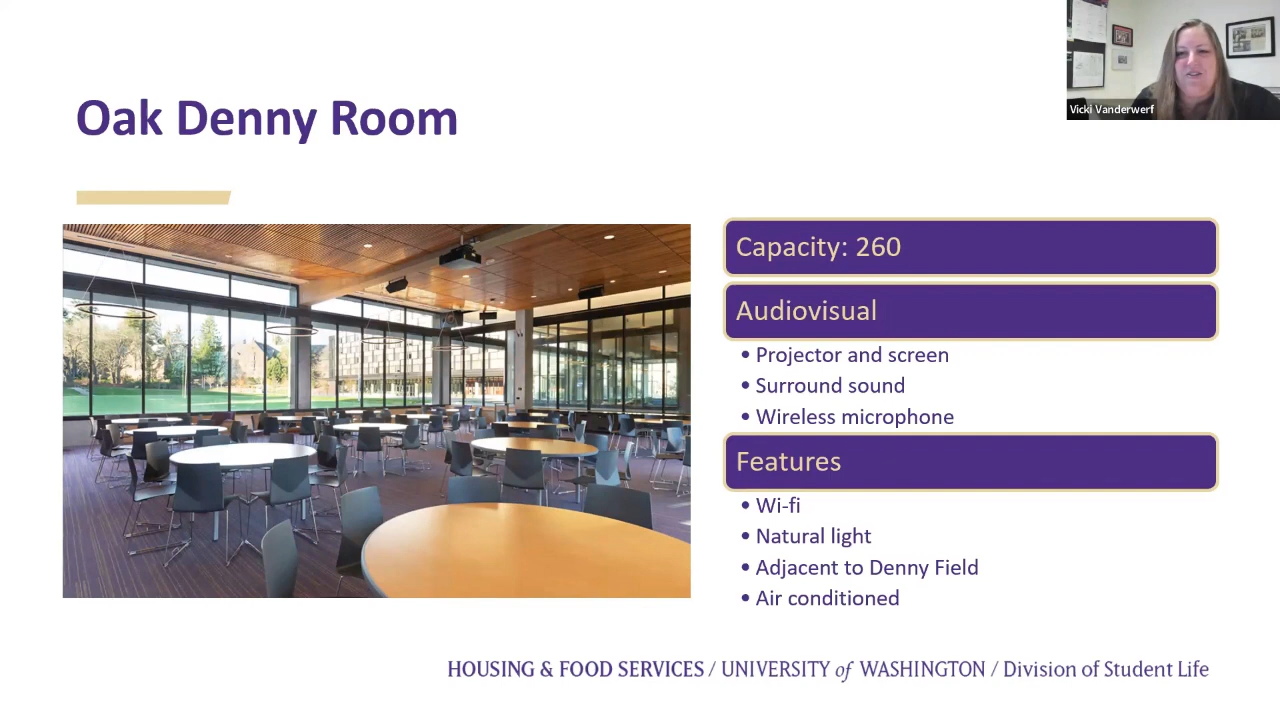 Oak Denny Room
Vicki Vanderwerf
Capacity: 260
Audiovisual
• Projector and screen
• Surround sound
• Wireless microphone
Features
• Wi-fi
• Natural light
• Adjacent to Denny Field
• Air conditioned
HOUSING & FOOD SERVICES / UNIVERSITY of WASHINGTON / Division of Student Life